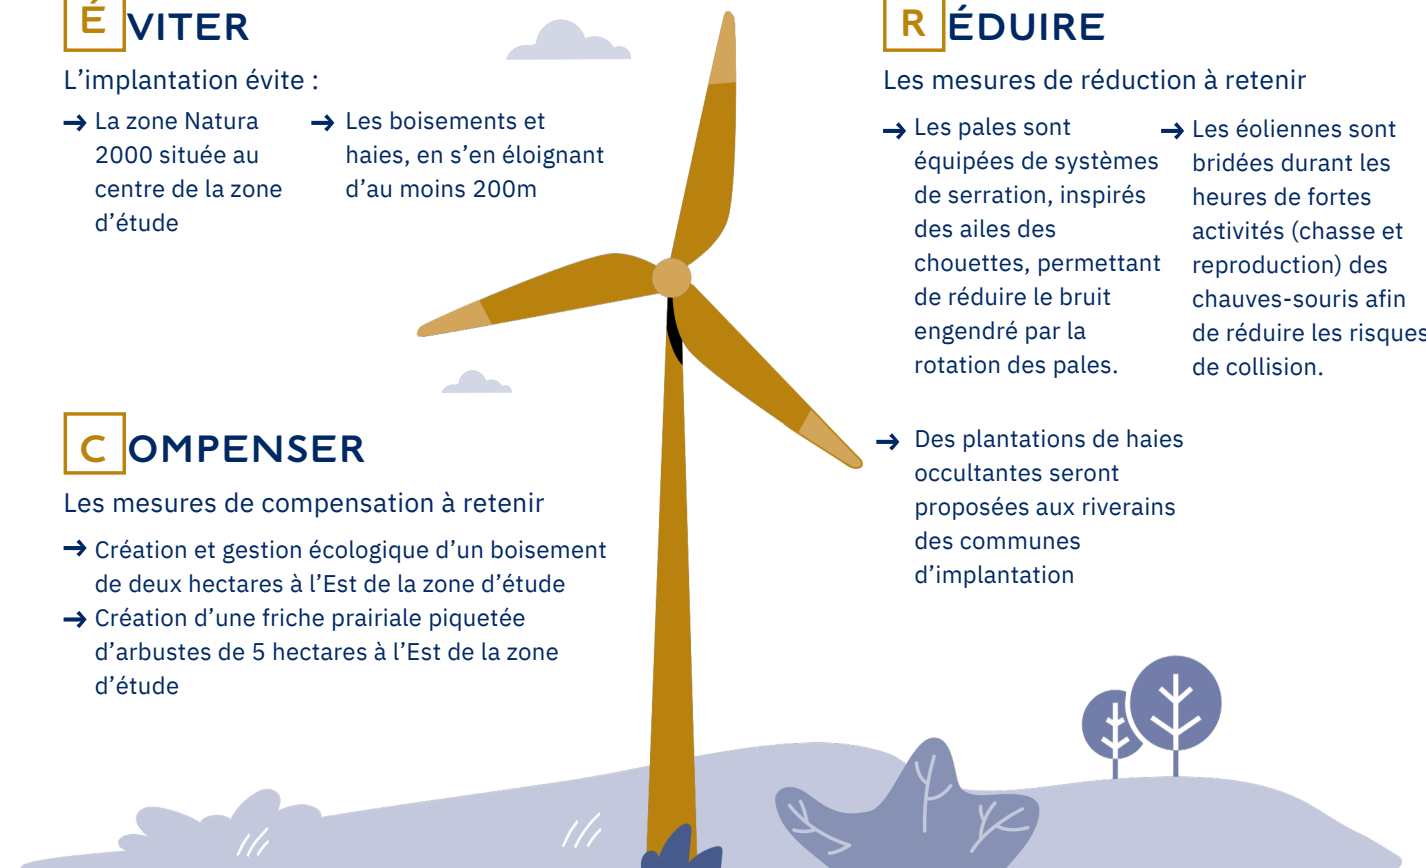 ÉVITER
L’implantation évite :
La zone Natura
2000 située au
centre de la zone
d’étude
Les boisements et
haies, en s’en éloignant
d’au moins 200m
RÉDUIRE
Les mesures de réduction à retenir
Les pales sont
équipées de systèmes
de serration, inspirés
des ailes des
chouettes, permettant
de réduire le bruit
engendré par la
rotation des pales.
Les éoliennes sont
bridées durant les
heures de fortes
activités (chasse et
reproduction) des
chauves-souris afin
de réduire les risques
de collision.
Des plantations de haies
occultantes seront
proposées aux riverains
des communes
d’implantation
COMPENSER
Les mesures de compensation à retenir
Création et gestion écologique d’un boisement
de deux hectares à l’Est de la zone d’étude
Création d’une friche prairiale piquetée
d’arbustes de 5 hectares à l’Est de la zone
d’étude